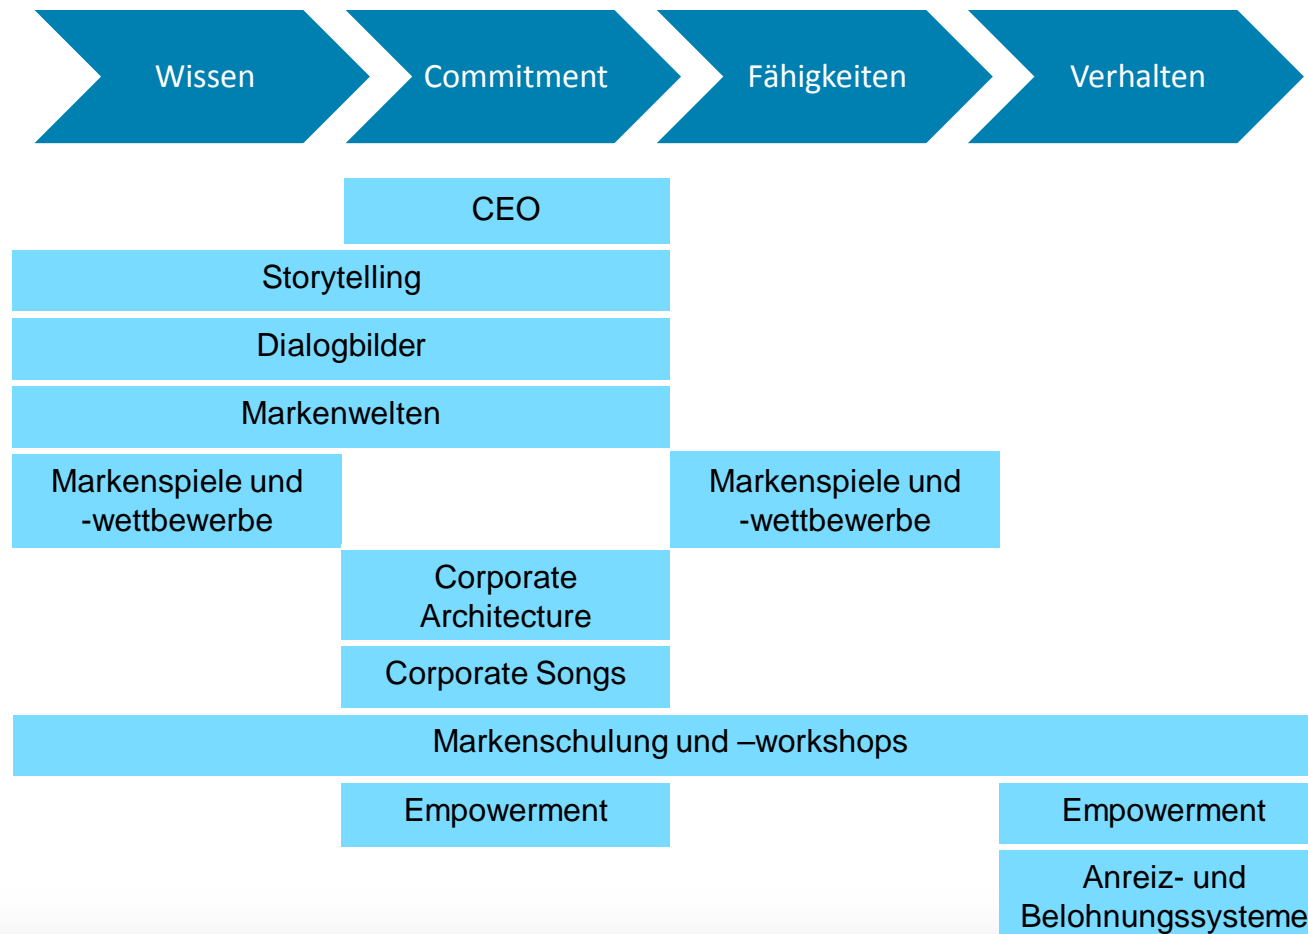 Wissen
Commitment
Fähigkeiten
Verhalten
CEO
Storytelling
Dialogbilder
Markenwelten
Markenspiele und
-wettbewerbe
Markenspiele und
-wettbewerbe
Corporate
Architecture
Corporate Songs
Markenschulung und –workshops
Empowerment
Empowerment
Anreiz- und
Belohnungssysteme